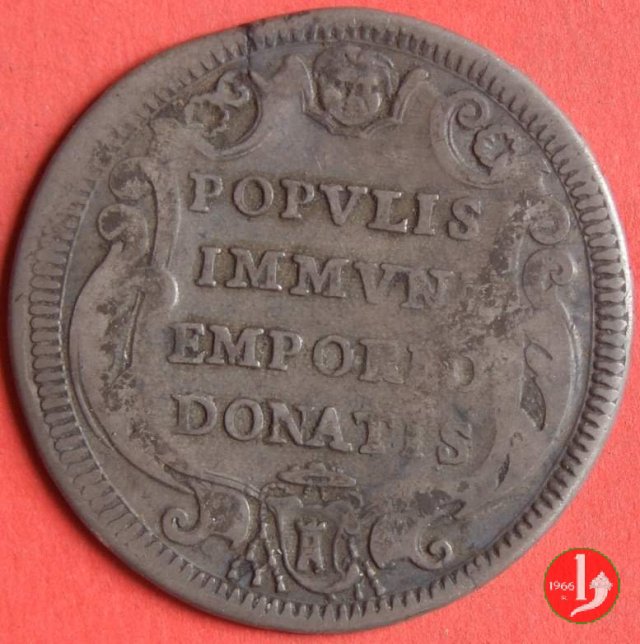 POPVLIS
IMMVN
EMPORIO
DONATIS
1966